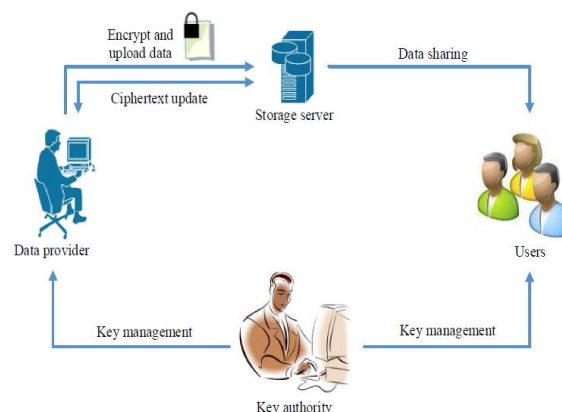 Encrypt and
upload data
Data sharing
Ciphertext update
Storage server
Data provider
Users
Key management
Key management
Key authority